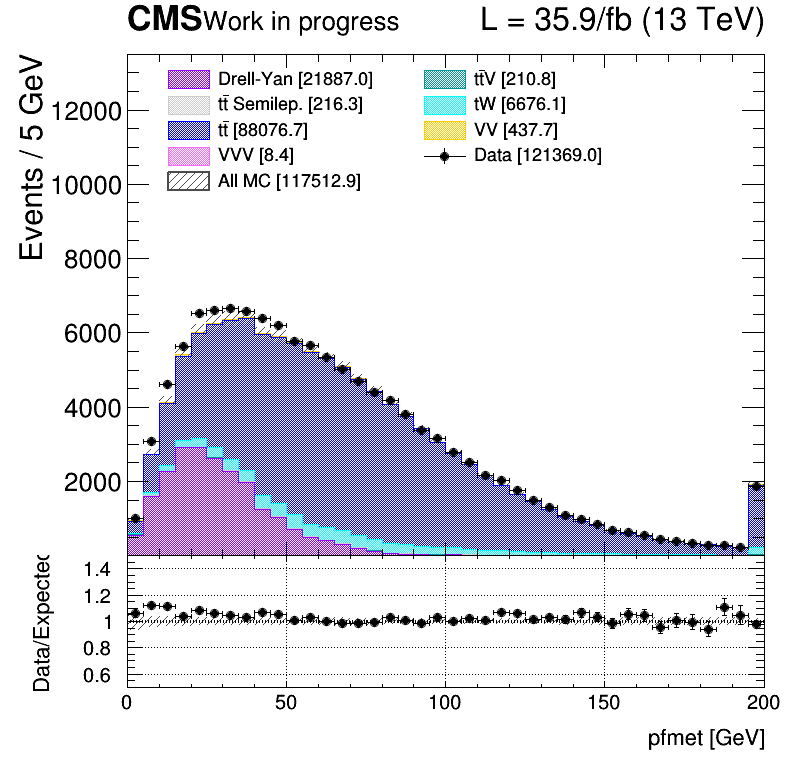 CMS Work in progress L = 35.9/fb (13 TeV)
Events / 5 GeV
Drell-Yan [21887.0]
tt̄ Semilep. [216.3]
tt̄ [88076.7]
VVV [8.4]
All MC [117512.9]
tt̄V [210.8]
tW [6676.1]
VV [437.7]
Data [121369.0]
12000
10000
8000
6000
4000
2000
Data/Expected
1.4
1.2
1
0.8
0.6
0 50 100 150 200
pfmet [GeV]